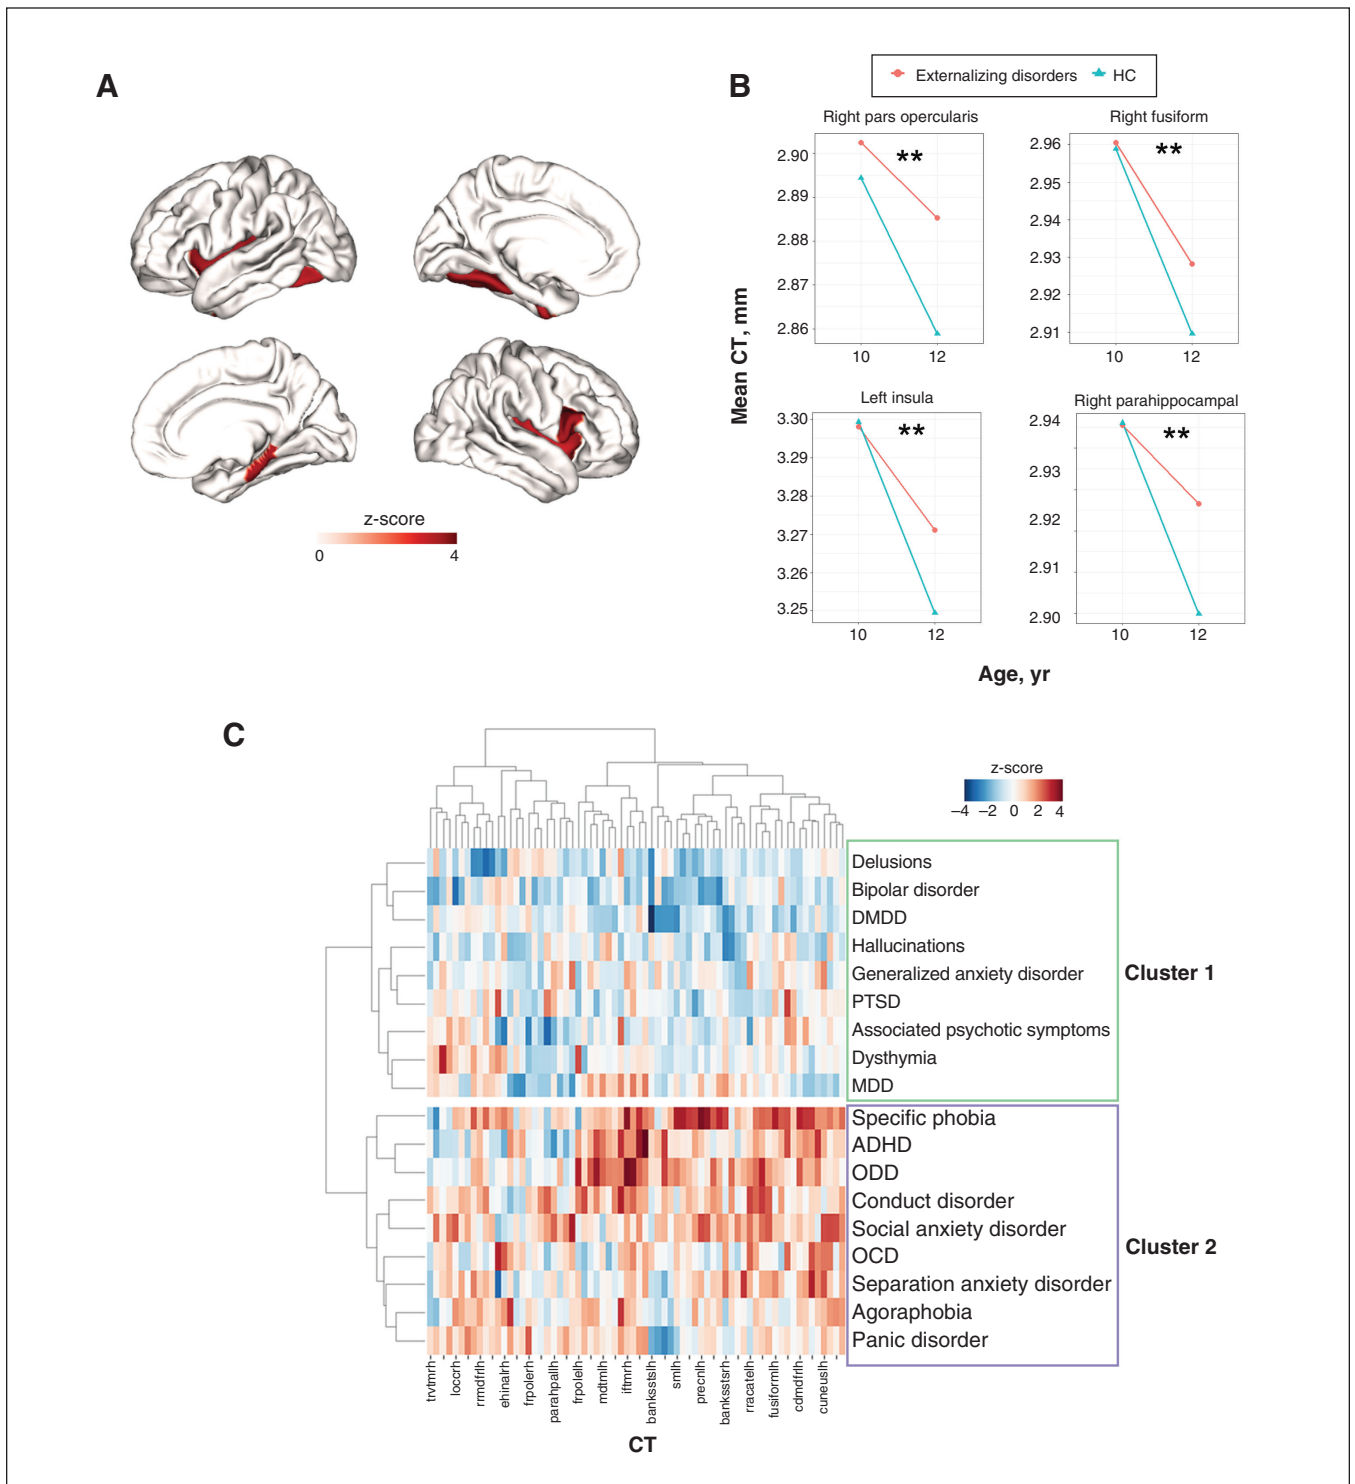 A
z-score
0 4
B
Externalizing disorders HC
Mean CT, mm
Right pars opercularis
2.90
2.89
2.88
2.87
2.86
10 12
**
Right fusiform
2.96
2.95
2.94
2.93
2.92
2.91
10 12
**
Left insula
3.30
3.29
3.28
3.27
3.26
3.25
10 12
**
Right parahippocampal
2.94
2.93
2.92
2.91
2.90
10 12
**
Age, yr
C
z-score
−4 −2 0 2 4
Delusions
Bipolar disorder
DMDD
Hallucinations
Generalized anxiety disorder
PTSD
Associated psychotic symptoms
Dysthymia
MDD
Cluster 1
Specific phobia
ADHD
ODD
Conduct disorder
Social anxiety disorder
OCD
Separation anxiety disorder
Agoraphobia
Panic disorder
Cluster 2
trvtmrh
loccrh
rrmdfrlh
ehinalrh
frpolerh
parahpallh
frpolelh
mdtmlh
iftmrh
banksstslh
smlh
precnlh
banksstsrh
rracatelh
fusiformlh
cdmdfrlh
cuneuslh
CT